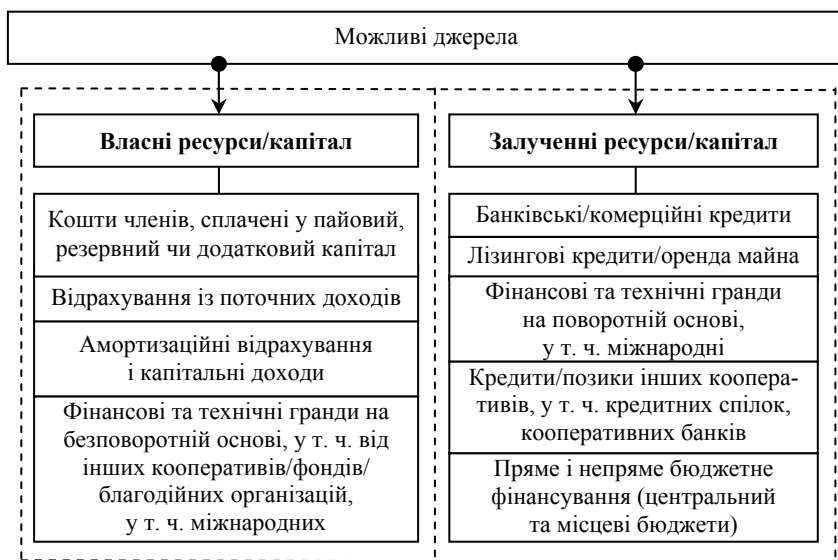 Можливі джерела
Власні ресурси/капітал
Кошти членів, сплачені у пайовий,
резервний чи додатковий капітал
Відрахування із поточних доходів
Амортизаційні відрахування
і капітальні доходи
Фінансові та технічні гранди на
безповоротній основі, у т. ч. від
інших кооперативів/фондів/
благодійних організацій,
у т. ч. міжнародних
Залученні ресурси/капітал
Банківські/комерційні кредити
Лізингові кредити/оренда майна
Фінансові та технічні гранди
на поворотній основі,
у т. ч. міжнародні
Кредити/позики інших коопера-
тивів, у т. ч. кредитних спілок,
кооперативних банків
Пряме і непряме бюджетне
фінансування (центральний
та місцеві бюджети)